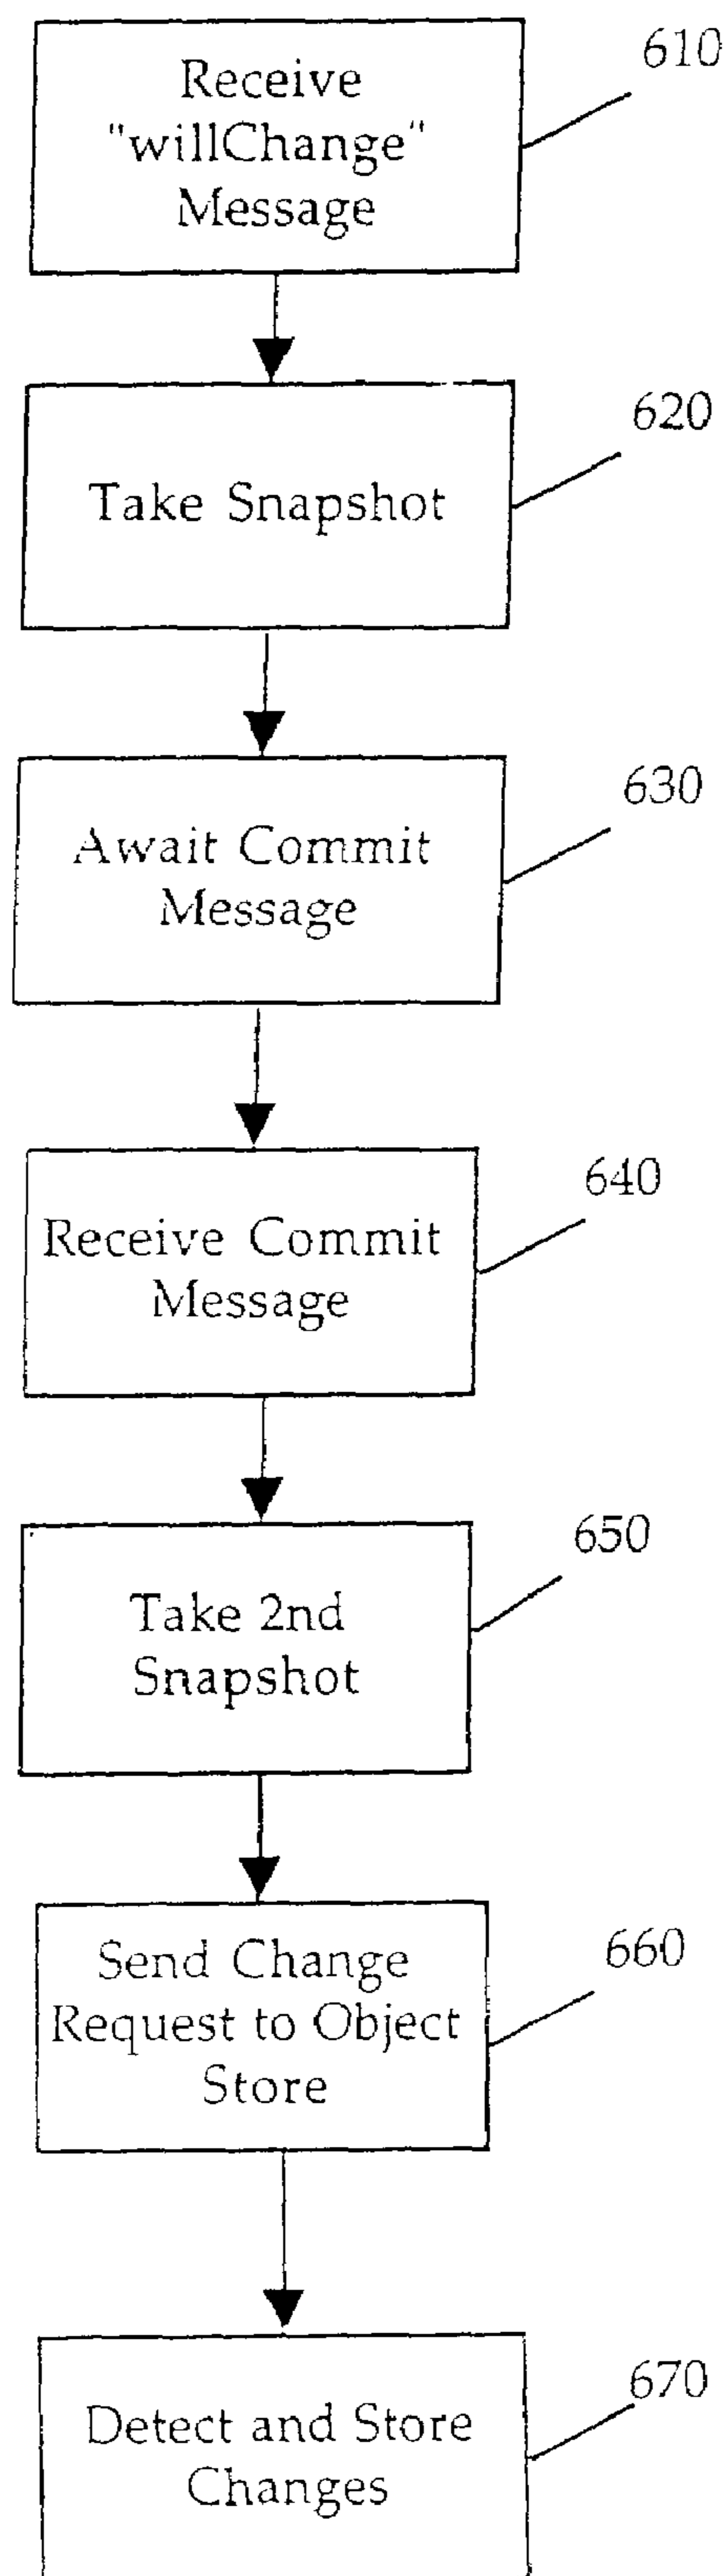 Receive
"willChange"
Message
610
Take Snapshot
620
Await Commit
Message
630
Receive Commit
Message
640
Take 2nd
Snapshot
650
Send Change
Request to Object
Store
660
Detect and Store
Changes
670